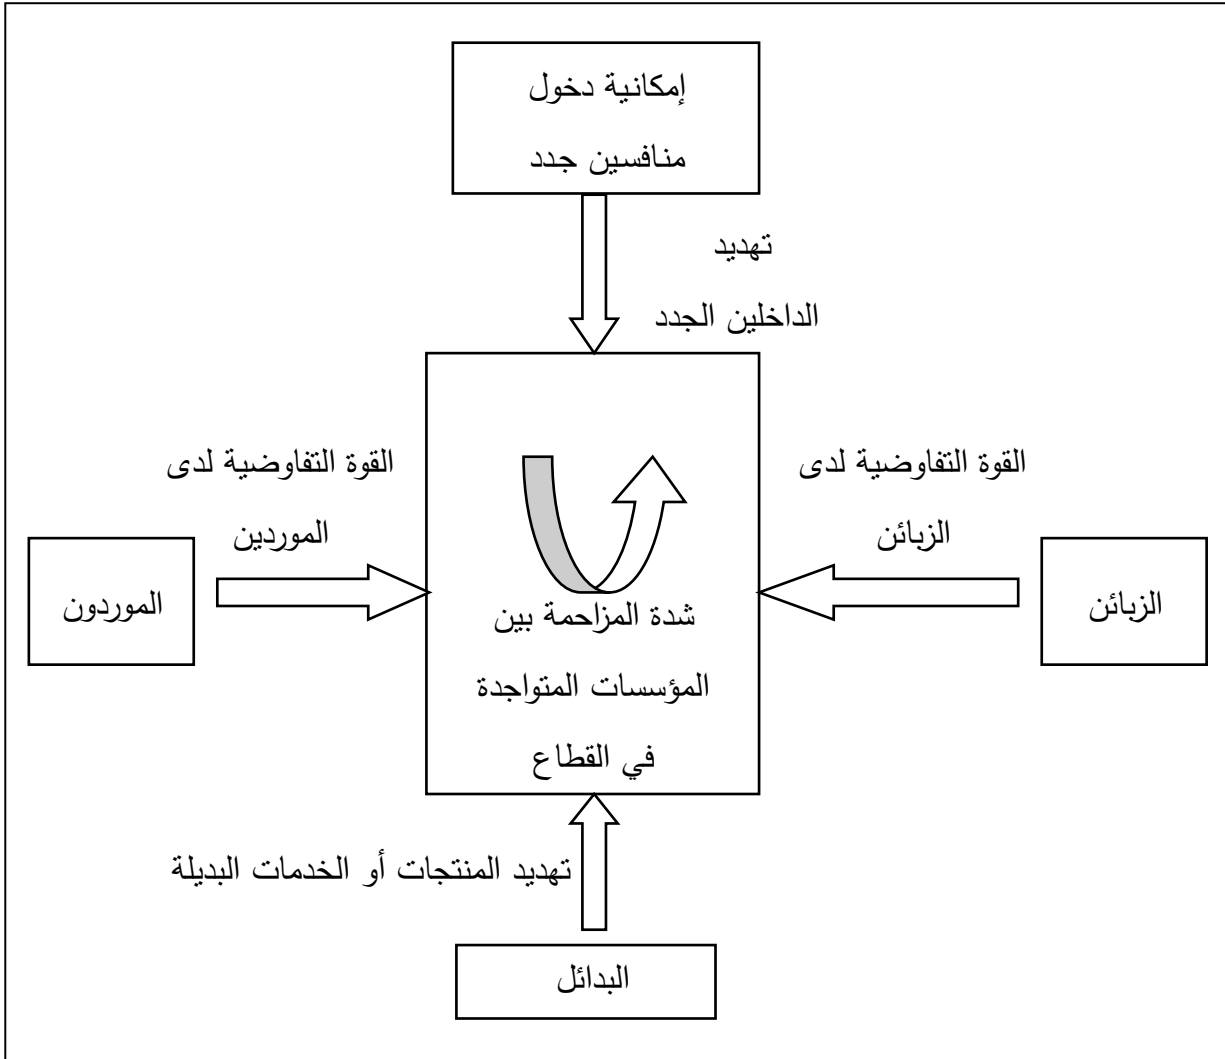 إمكانية دخول
منافسين جدد
تهديد
الداخلين الجدد
القوة التفاوضية لدى
الزبائن
القوة التفاوضية لدى
الموردين
الزبائن
الموردون
شدة المزاحمة بين
المؤسسات المتواجدة
في القطاع
تهديد المنتجات أو الخدمات البديلة
البدائل